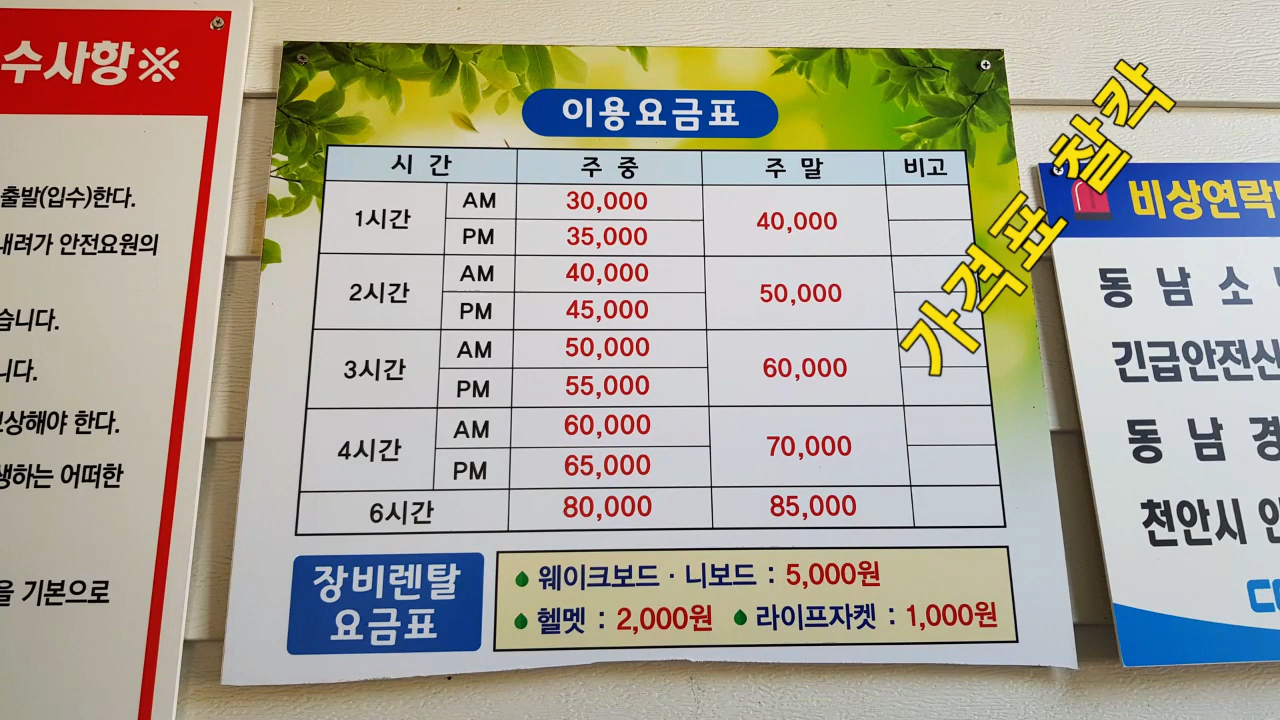 수사항※
출발(입수)한다.
내려가 안전요원의
습니다.
니다.
상해야 한다.
생하는 어떠한
을 기본으로
이용요금표
시 간 주 중 주 말 비고
1시간 AM 30,000 40,000
PM 35,000
2시간 AM 40,000 50,000
PM 45,000
3시간 AM 50,000 60,000
PM 55,000
4시간 AM 60,000 70,000
PM 65,000
6시간 80,000 85,000
장비렌탈
요금표
웨이크보드 · 니보드 : 5,000원
헬멧 : 2,000원 라이프자켓 : 1,000원
가격표 찰칵
비상연락
동 남 소
긴급안전신
동 남 경
천안시